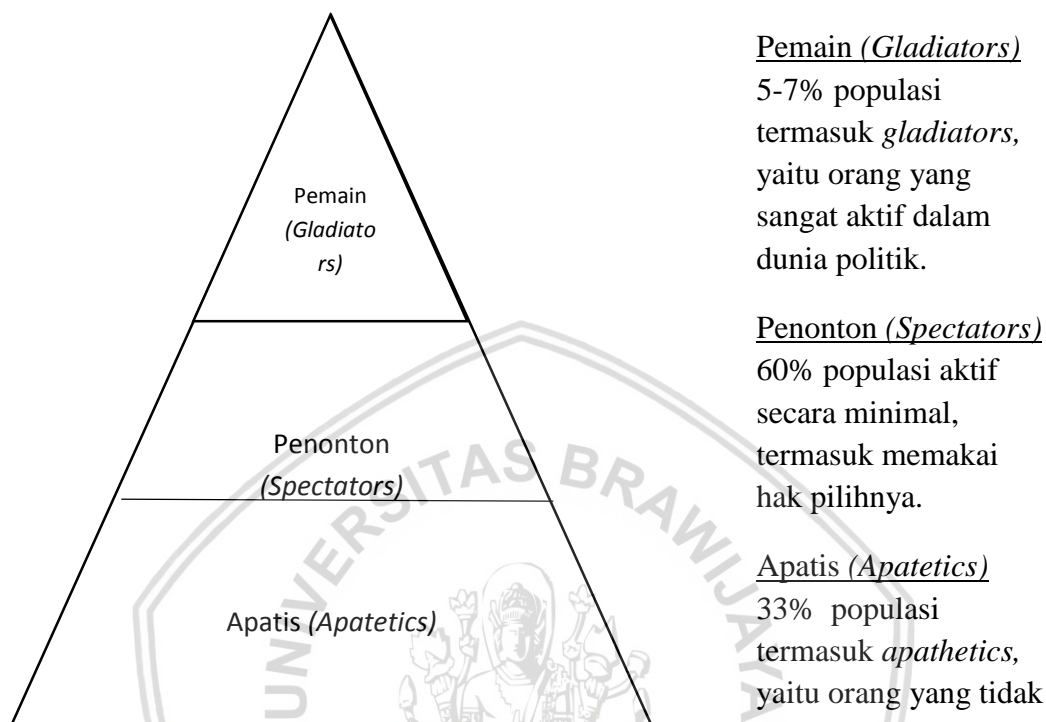 Pemain
(Gladiato
rs)
Penonton
(Spectators)
Apatis (Apatetics)
Pemain (Gladiators)
5-7% populasi
termasuk gladiators,
yaitu orang yang
sangat aktif dalam
dunia politik.
Penonton (Spectators)
60% populasi aktif
secara minimal,
termasuk memakai
hak pilihnya.
Apatis (Apatetics)
33% populasi
termasuk apathetics,
yaitu orang yang tidak
UNIVERSITAS BRAWIJAYA